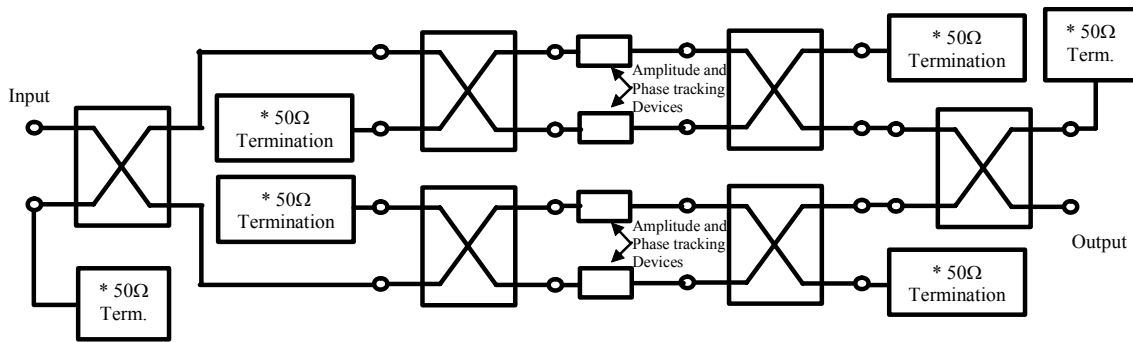 Input
* 50Ω
Term.
* 50Ω
Termination
* 50Ω
Termination
Amplitude and
Phase tracking
Devices
Amplitude and
Phase tracking
Devices
* 50Ω
Termination
* 50Ω
Term.
* 50Ω
Termination
Output